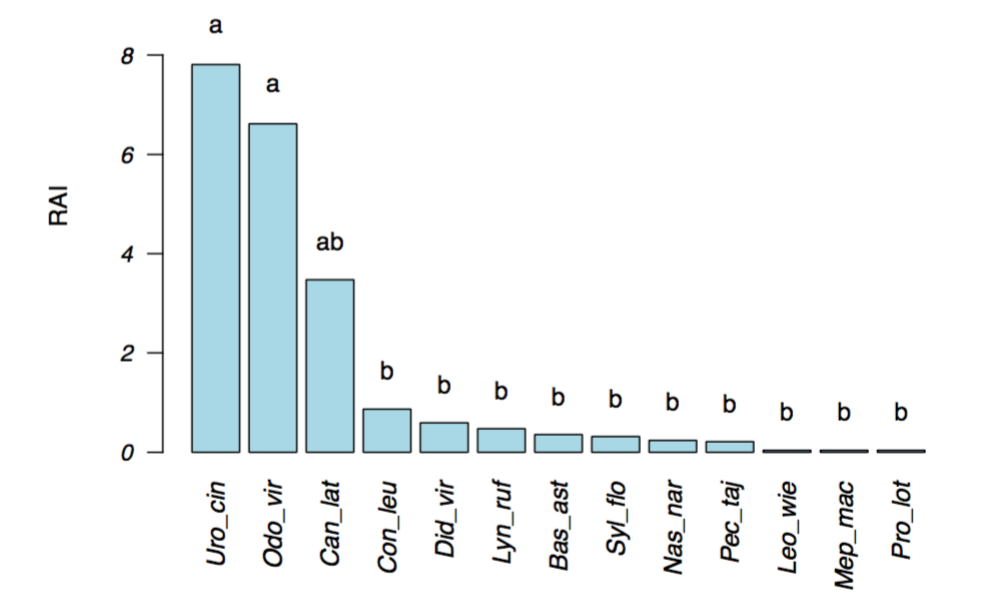 a
8
a
6
RAI
ab
4
b
2
b
b
b
b
b
b
b
b
b
0
Uro_cin
Odo_vir
Can_lat
Con_leu
Did_vir
Lyn_ruf
Bas_ast
Syl_flo
Nas_nar
Pec_taj
Leo_wie
Mep_mac
Pro_lot